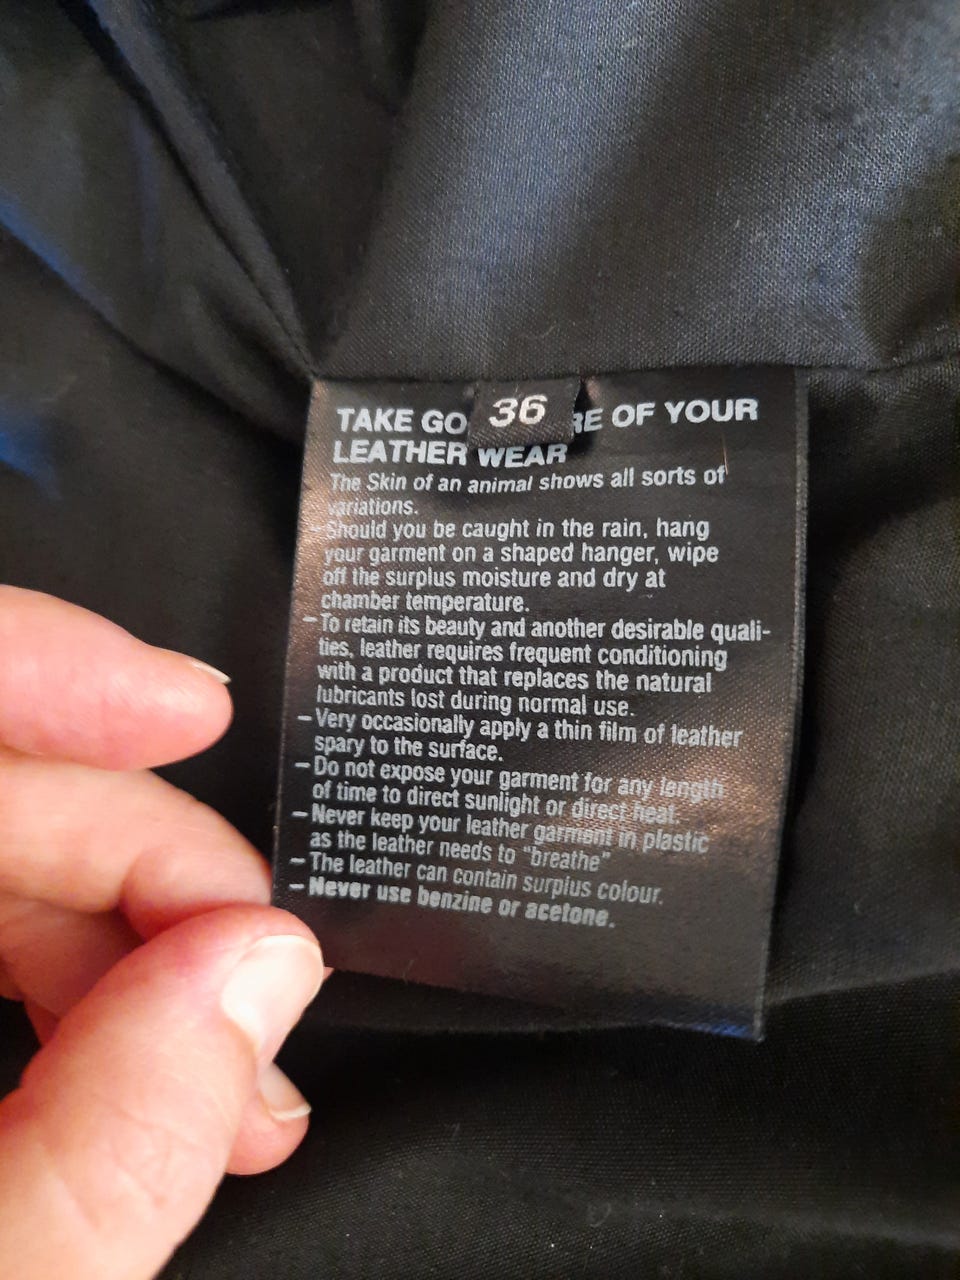 36
TAKE GO RE OF YOUR
LEATHER WEAR
The Skin of an animal shows all sorts of
variations.
- Should you be caught in the rain, hang
your garment on a shaped hanger, wipe
off the surplus moisture and dry at
chamber temperature.
- To retain its beauty and another desirable quali-
ties, leather requires frequent conditioning
with a product that replaces the natural
lubricants lost during normal use.
- Very occasionally apply a thin film of leather
spary to the surface.
- Do not expose your garment for any length
of time to direct sunlight or direct heat.
- Never keep your leather garment in plastic
as the leather needs to "breathe"
- The leather can contain surplus colour.
- Never use benzine or acetone.